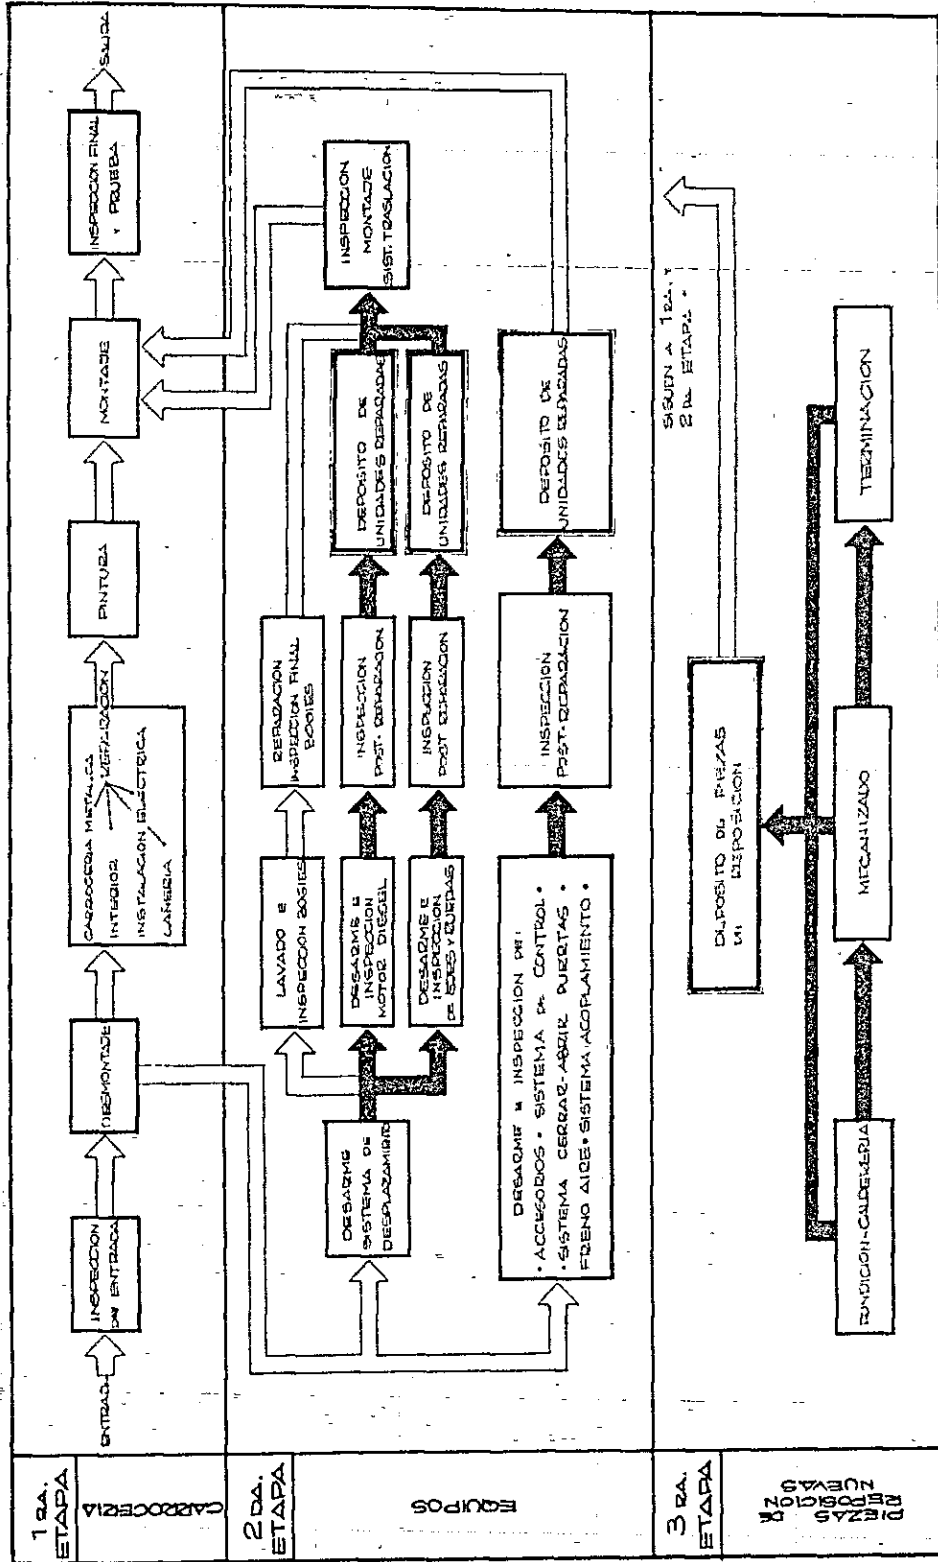 1 RA.
ETAPA
CARROCERIA
ENTRADA
INSPECCION
DE ENTRADA
DESMONTAJE
CARROCERIA METALICA
INTERIOR
REPARACION
INSTALACION ELECTRICA
CAÑERIA
PINTURA
MONTAJE
INSPECCION FINAL
Y PRUEBA
SALIDA
2 DA.
ETAPA
EQUIPOS
DESARME
SISTEMA DE
DESPLAZAMIENTO
LAVADO E
INSPECCION BOGIES
REPARACION
INSPECCION FINAL
BOGIES
DESARME E
INSPECCION
MOTOR DIESEL
INSPECCION
POST-REPARACION
DEPOSITO DE
UNIDADES REPARADAS
DESARME E
INSPECCION
DE EJES Y RUEDAS
INSPECCION
POST REPARACION
DEPOSITO DE
UNIDADES REPARADAS
INSPECCION
MONTAJE
SIST. TRASLACION
DESARME E INSPECCION DE:
• ACCESORIOS • SISTEMA DE CONTROL •
• SISTEMA CERRAR-ABRIR PUERTAS •
FRENO AIRE • SISTEMA ACOPLAMIENTO •
INSPECCION
POST-REPARACION
DEPOSITO DE
UNIDADES REPARADAS
3 RA.
ETAPA
PIEZAS DE
REPOSICION
NUEVAS
DEPOSITO DE PIEZAS
DE REPOSICION
SIGUEN A 1 RA. Y
2 DA. ETAPA •
FUNDICION-CALDERERIA
MECANIZADO
TERMINACION